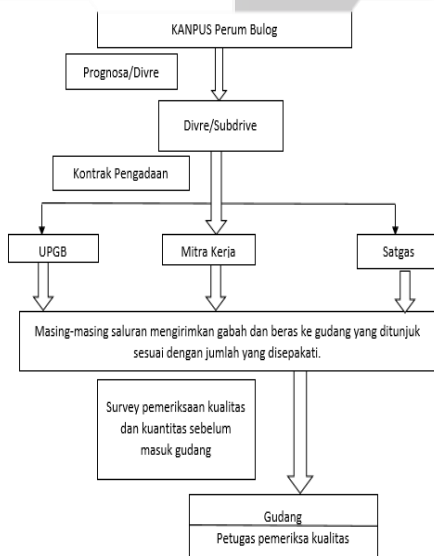 KANPUS Perum Bulog
Prognosa/Divre
Divre/Subdrive
Kontrak Pengadaan
UPGB
Mitra Kerja
Satgas
Masing-masing saluran mengirimkan gabah dan beras ke gudang yang ditunjuk
sesuai dengan jumlah yang disepakati.
Survey pemeriksaan kualitas
dan kuantitas sebelum
masuk gudang
Gudang
Petugas pemeriksa kualitas